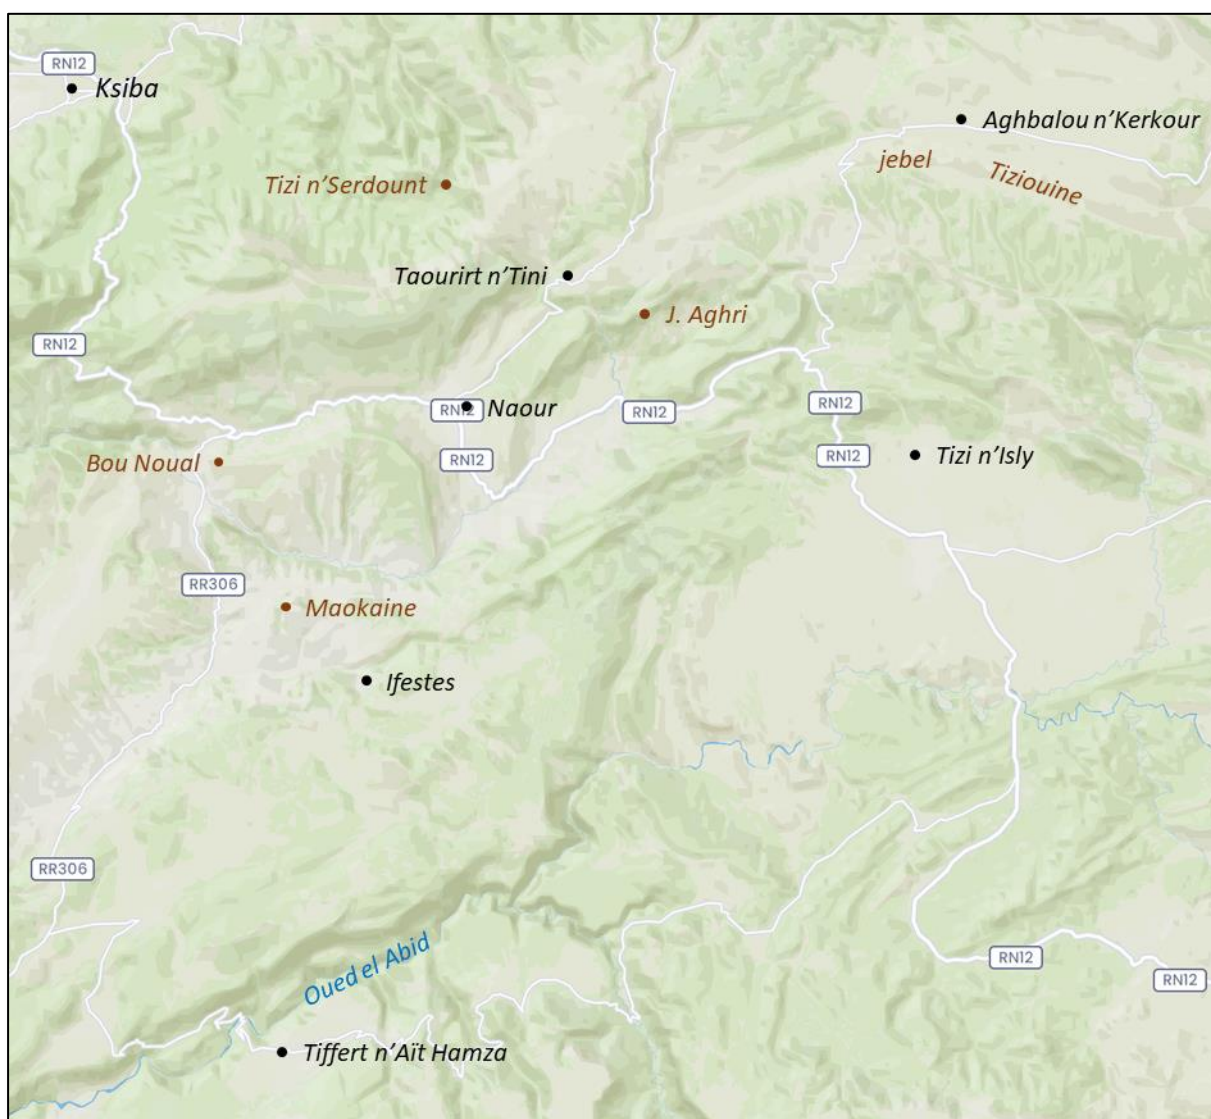 RN12
Ksiba
Aghbalou n’Kerkour
jebel
Tiziouine
Tizi n’Serdount
Taourirt n’Tini
J. Aghri
RN12
RN12
Naour
RN12
RN12
RN12
RN12
Tizi n’Isly
Bou Noual
RR306
Maokaine
Ifestes
RR306
Oued el Abid
RN12
RN12
Tiffert n’Aït Hamza